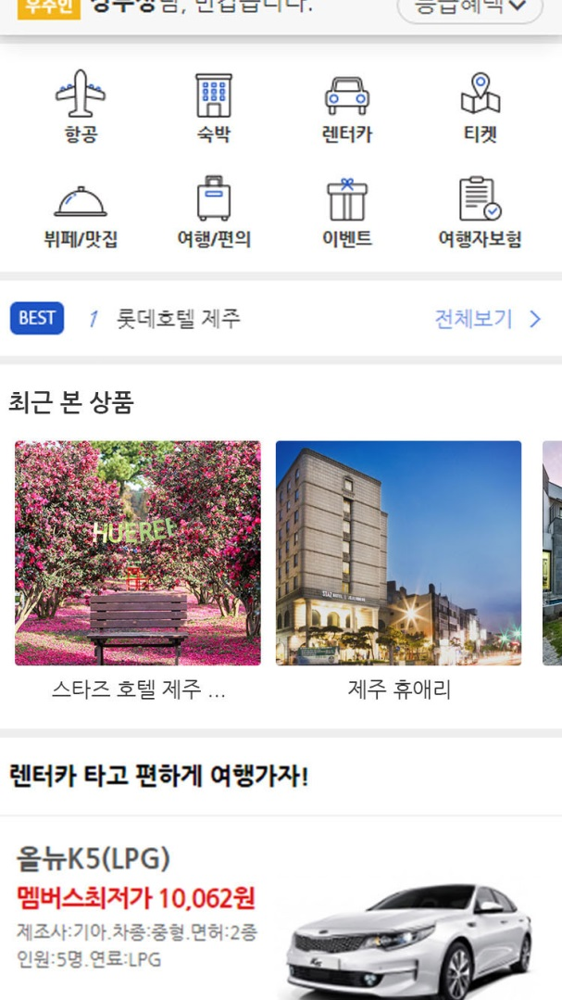 우수인
님, 반갑습니다.
등급혜택
항공
숙박
렌터카
티켓
뷔페/맛집
여행/편의
이벤트
여행자보험
BEST
1 롯데호텔 제주
전체보기 >
최근 본 상품
HUEREE
STAZ HOTEL
스타즈 호텔 제주 ...
제주 휴애리
렌터카 타고 편하게 여행가자!
올뉴K5(LPG)
멤버스최저가 10,062원
제조사:기아.차종:중형.면허:2종
인원:5명.연료:LPG
K5